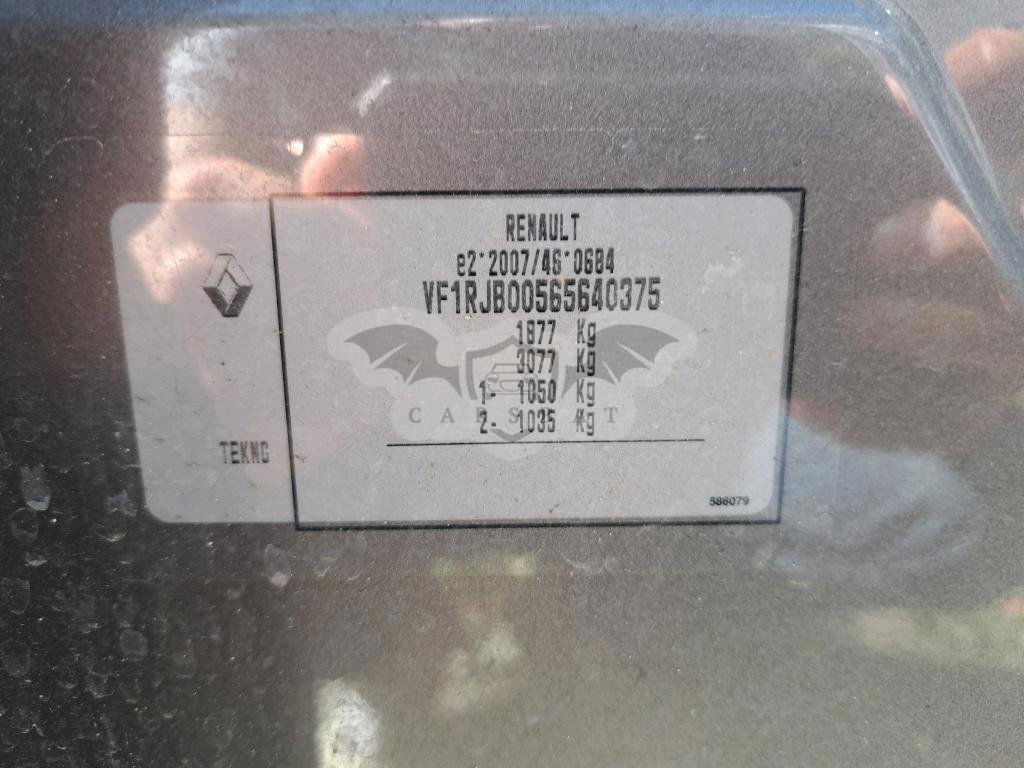 RENAULT
e2*2007/46*0684
VF1RJB00565640375
1877 Kg
3077 Kg
1- 1050 Kg
2- 1035 Kg
TEKNO
586079